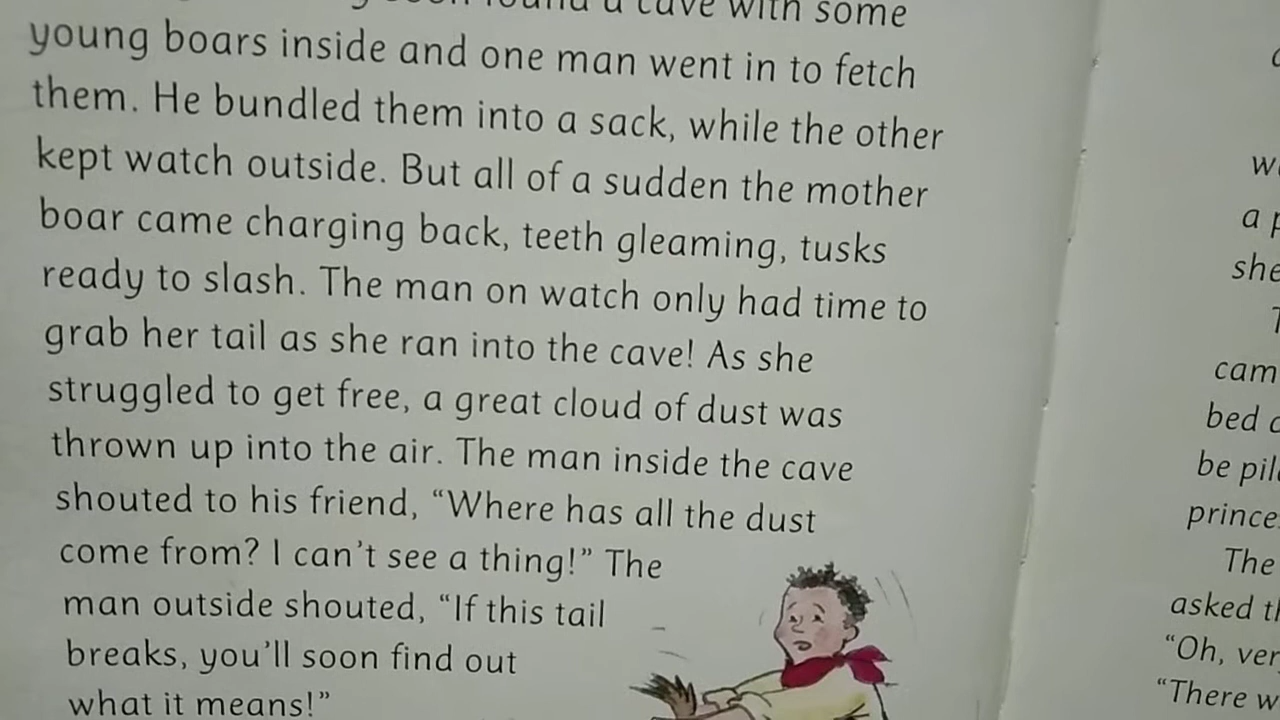 found a cave with some
young boars inside and one man went in to fetch
them. He bundled them into a sack, while the other
kept watch outside. But all of a sudden the mother
boar came charging back, teeth gleaming, tusks
ready to slash. The man on watch only had time to
grab her tail as she ran into the cave! As she
struggled to get free, a great cloud of dust was
thrown up into the air. The man inside the cave
shouted to his friend, “Where has all the dust
come from? I can’t see a thing!” The
man outside shouted, “If this tail
breaks, you’ll soon find out
what it means!”
a
she
bed
be
The
asked
“Oh,
“There